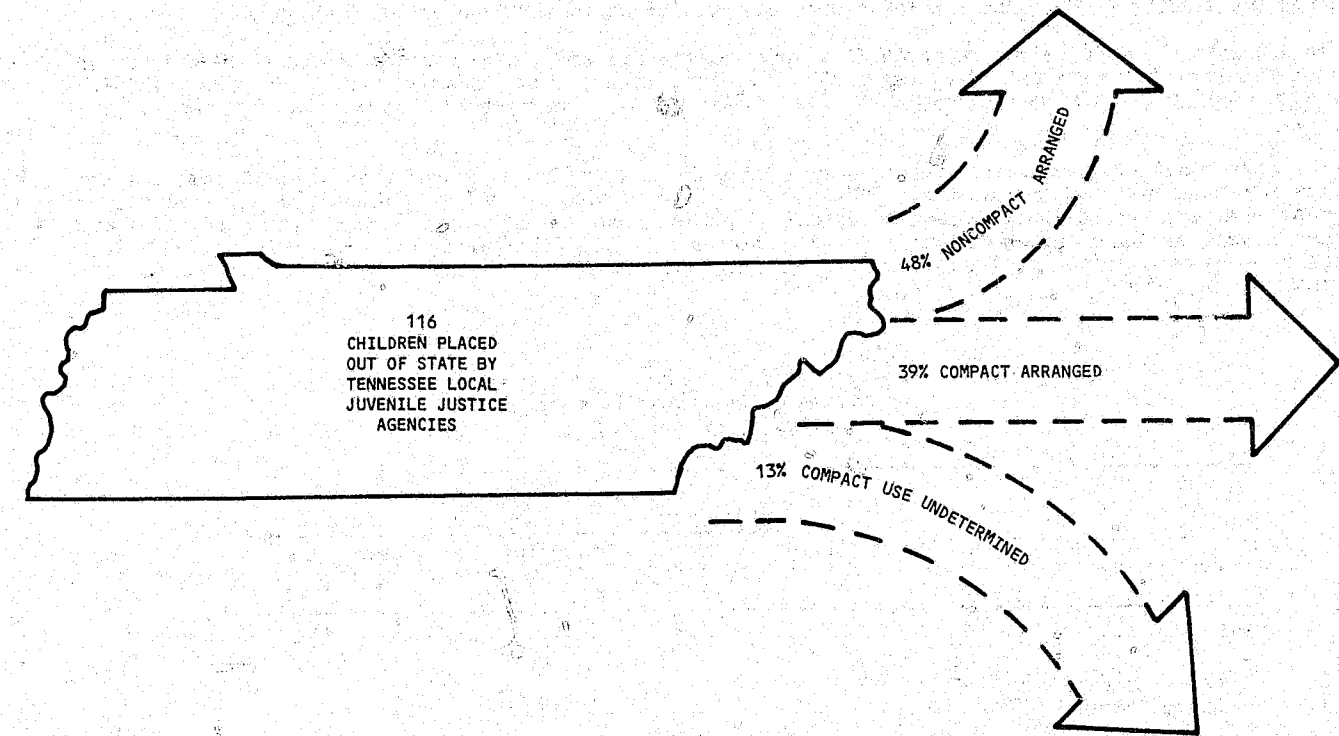 116
CHILDREN PLACED
OUT OF STATE BY
TENNESSEE LOCAL
JUVENILE JUSTICE
AGENCIES
48% NONCOMPACT ARRANGED
39% COMPACT ARRANGED
13% COMPACT USE UNDETERMINED